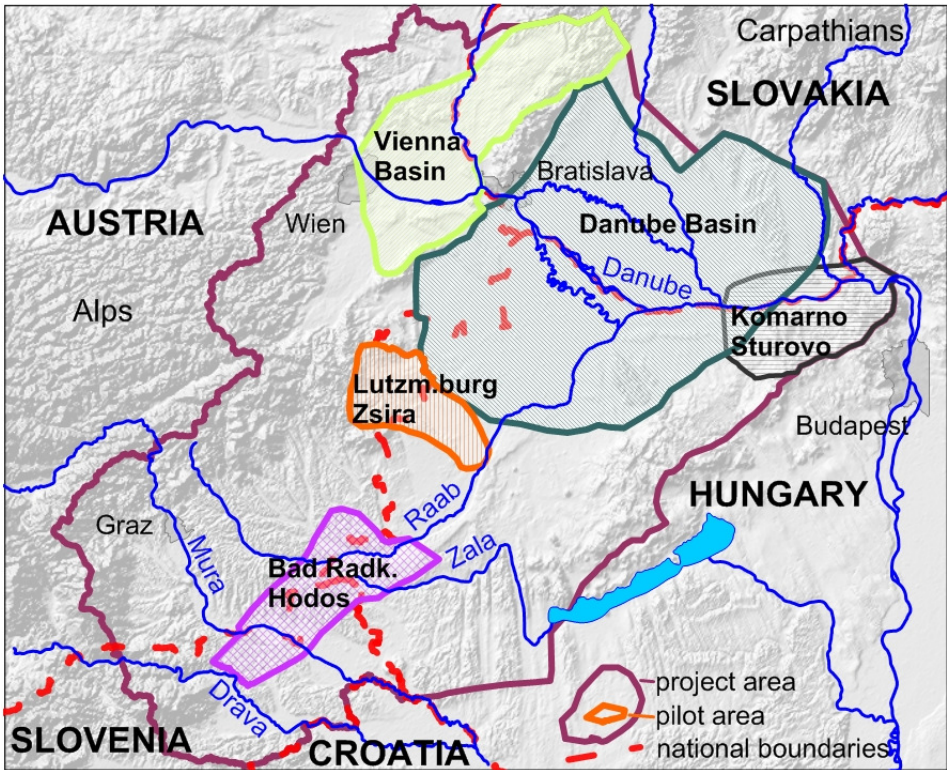 Carpathians
SLOVAKIA
Vienna
Basin
Bratislava
AUSTRIA
Wien
Danube Basin
Danube
Alps
Komarno
Sturovo
Lutzm.burg
Zsira
Budapest
HUNGARY
Raab
Graz
Mura
Zala
Bad Radk.
Hodos
Drava
project area
pilot area
national boundaries
SLOVENIA
CROATIA